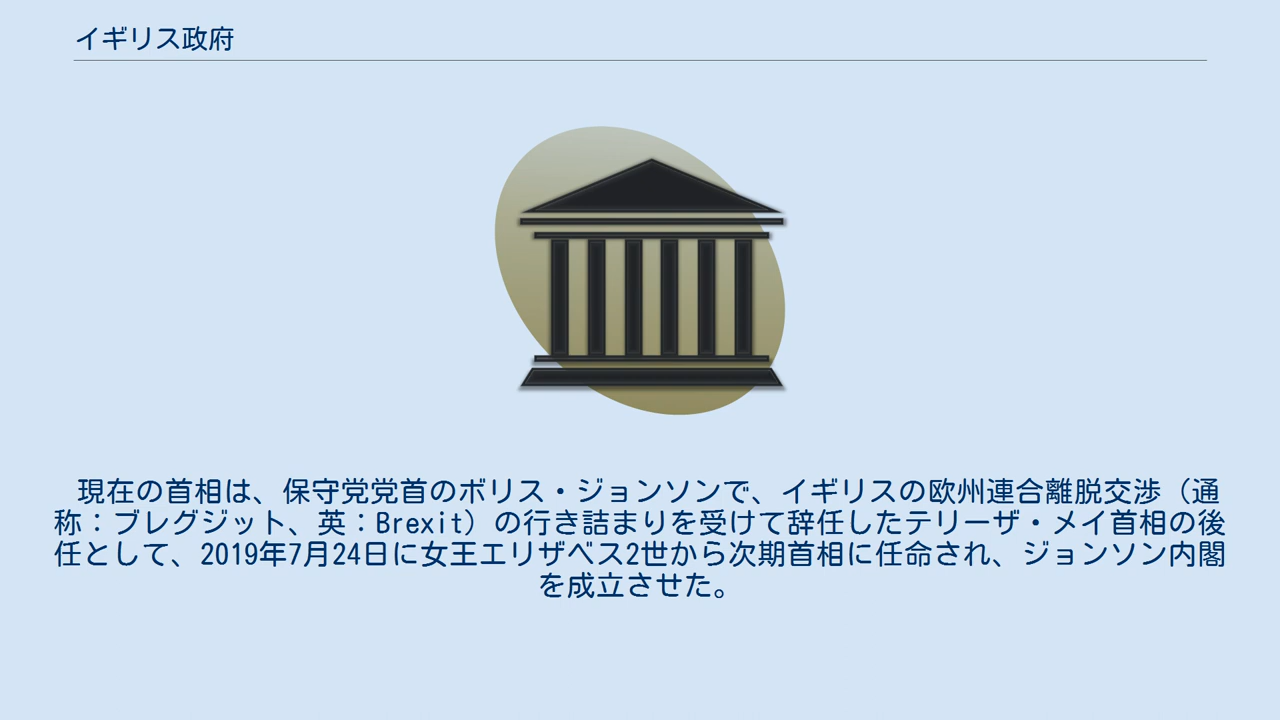 イギリス政府
現在の首相は、保守党党首のボリス・ジョンソンで、イギリスの欧州連合離脱交渉（通
称：ブレグジット、英：Brexit）の行き詰まりを受けて辞任したテリーザ・メイ首相の後
任として、2019年7月24日に女王エリザベス2世から次期首相に任命され、ジョンソン内閣
を成立させた。